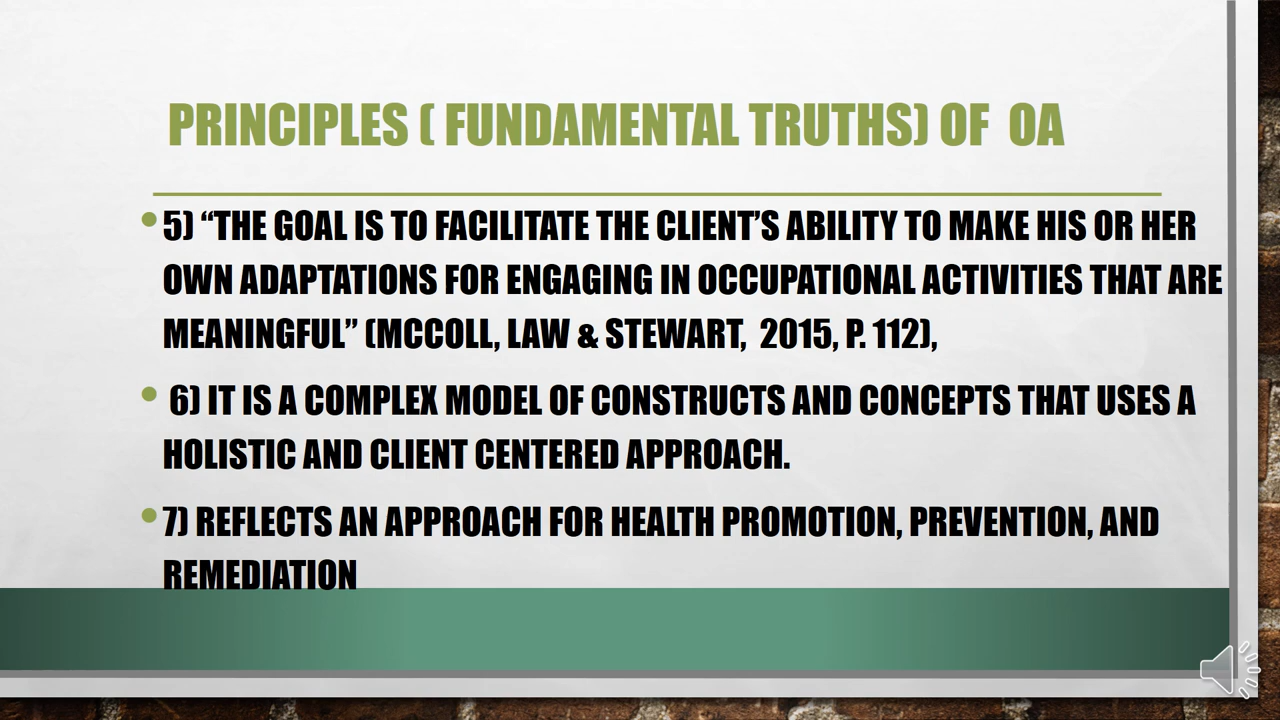 PRINCIPLES ( FUNDAMENTAL TRUTHS) OF  OA
• 5) “THE GOAL IS TO FACILITATE THE CLIENT’S ABILITY TO MAKE HIS OR HER
OWN ADAPTATIONS FOR ENGAGING IN OCCUPATIONAL ACTIVITIES THAT ARE
MEANINGFUL” (MCCOLL, LAW & STEWART,  2015, P. 112),
• 6) IT IS A COMPLEX MODEL OF CONSTRUCTS AND CONCEPTS THAT USES A
HOLISTIC AND CLIENT CENTERED APPROACH.
• 7) REFLECTS AN APPROACH FOR HEALTH PROMOTION, PREVENTION, AND
REMEDIATION